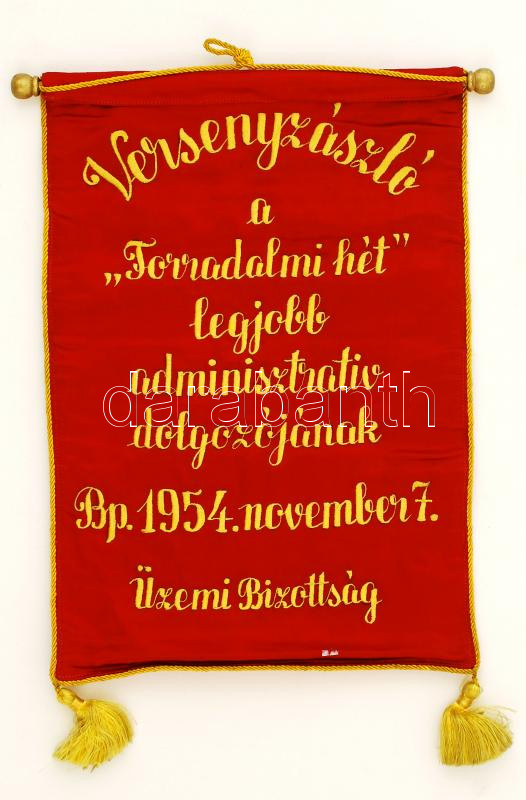 Versenyzászló
a
„Forradalmi hét"
legjobb
adminisztratív
dolgozójának
darabanth
Bp. 1954. november 7.
Üzemi Bizottság